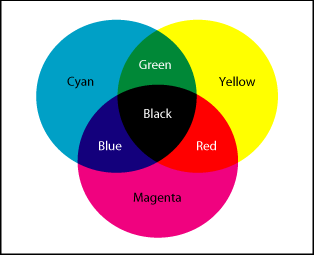 Green
Cyan
Yellow
Black
Blue
Red
Magenta